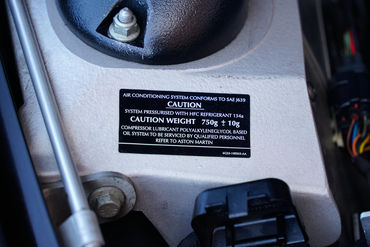 AIR CONDITIONING SYSTEM CONFORMS TO SAE J639
CAUTION
SYSTEM PRESSURISED WITH HFC REFRIGERANT 134a
CAUTION WEIGHT 750g ± 10g
COMPRESSOR LUBRICANT POLYALKYLENEGLYCOL BASED
OIL SYSTEM TO BE SERVICED BY QUALIFIED PERSONNEL
REFER TO ASTON MARTIN